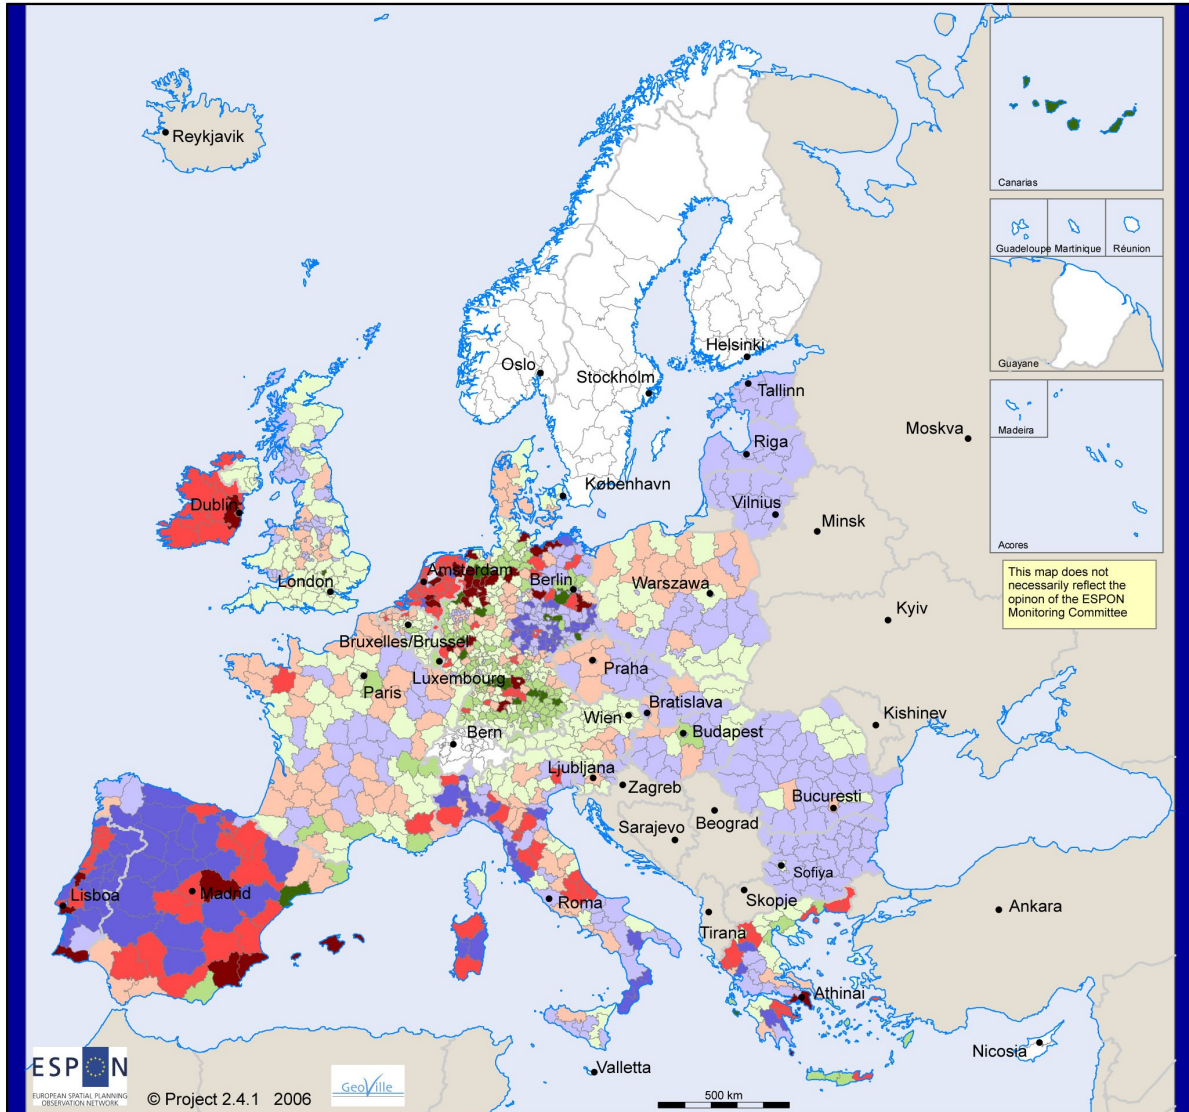 Reykjavik
Canarias
Guadeloupe
Martinique
Réunion
Guayane
Madeira
Acores
This map does not
necessarily reflect the
opinon of the ESPON
Monitoring Committee
Helsinki
Oslo
Stockholm
Tallinn
Moskva
Riga
København
Vilnius
Minsk
Dublin
Amsterdam
Berlin
Warszawa
London
Kyiv
Bruxelles/Brussel
Praha
Luxembourg
Paris
Bratislava
Wien
Kishinev
Bern
Budapest
Ljubljana
Zagreb
Bucuresti
Beograd
Sarajevo
Sofiya
Madrid
Lisboa
Roma
Skopje
Ankara
Tirana
Athinai
Nicosia
Valletta
ESPON
EUROPEAN SPATIAL PLANNING
OBSERVATION NETWORK
© Project 2.4.1 2006
GeoVille
500 km